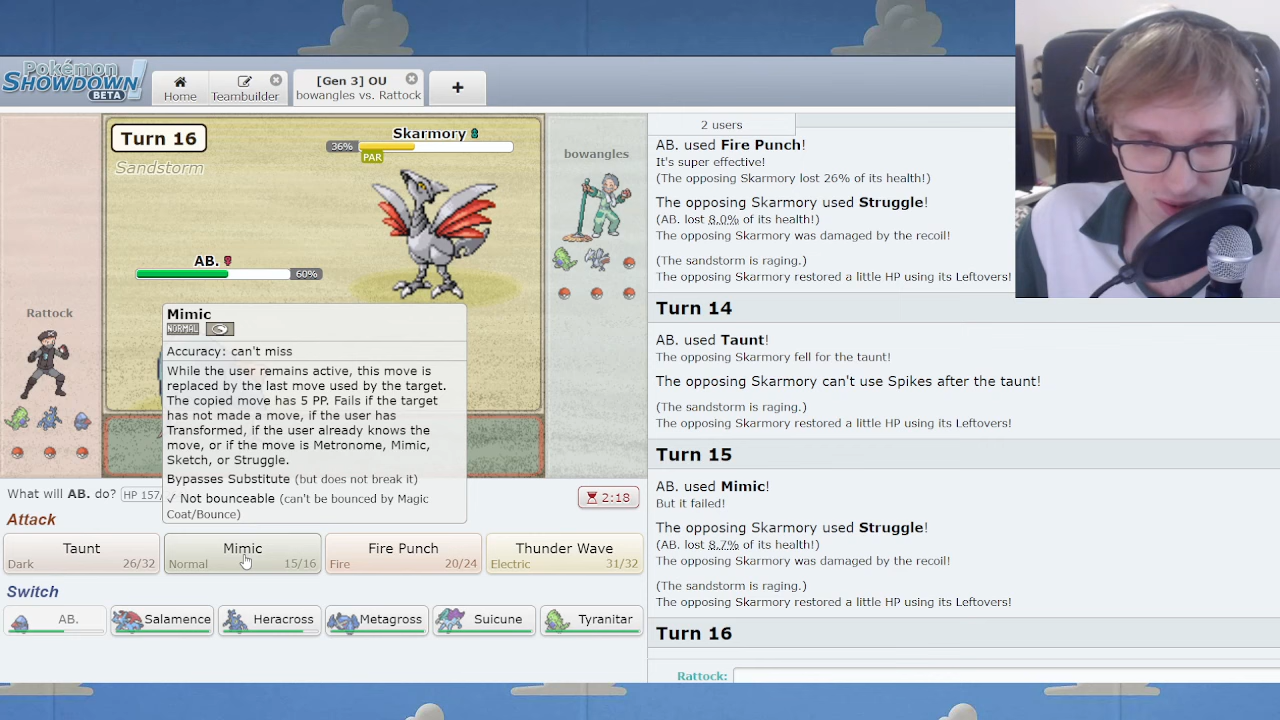 Pokémon
SHOWDOWN!
BETA
Home
Teambuilder
[Gen 3] OU
bowangles vs. Rattock
+
Turn 16
Sandstorm
Skarmory
36%
PAR
AB.
60%
Rattock
bowangles
Mimic
NORMAL
Accuracy: can't miss
While the user remains active, this move is
replaced by the last move used by the target.
The copied move has 5 PP. Fails if the target
has not made a move, if the user has
Transformed, if the user already knows the
move, or if the move is Metronome, Mimic,
Sketch, or Struggle.
Bypasses Substitute (but does not break it)
✓ Not bounceable (can't be bounced by Magic
Coat/Bounce)
What will AB. do? HP 157/
2:18
Attack
Taunt
Dark 26/32
Mimic
Normal 15/16
Fire Punch
Fire 20/24
Thunder Wave
Electric 31/32
Switch
AB.
Salamence
Heracross
Metagross
Suicune
Tyranitar
2 users
AB. used Fire Punch!
It's super effective!
(The opposing Skarmory lost 26% of its health!)
The opposing Skarmory used Struggle!
(AB. lost 8.0% of its health!)
The opposing Skarmory was damaged by the recoil!
(The sandstorm is raging.)
The opposing Skarmory restored a little HP using its Leftovers!
Turn 14
AB. used Taunt!
The opposing Skarmory fell for the taunt!
The opposing Skarmory can't use Spikes after the taunt!
(The sandstorm is raging.)
The opposing Skarmory restored a little HP using its Leftovers!
Turn 15
AB. used Mimic!
But it failed!
The opposing Skarmory used Struggle!
(AB. lost 8.7% of its health!)
The opposing Skarmory was damaged by the recoil!
(The sandstorm is raging.)
The opposing Skarmory restored a little HP using its Leftovers!
Turn 16
Rattock: